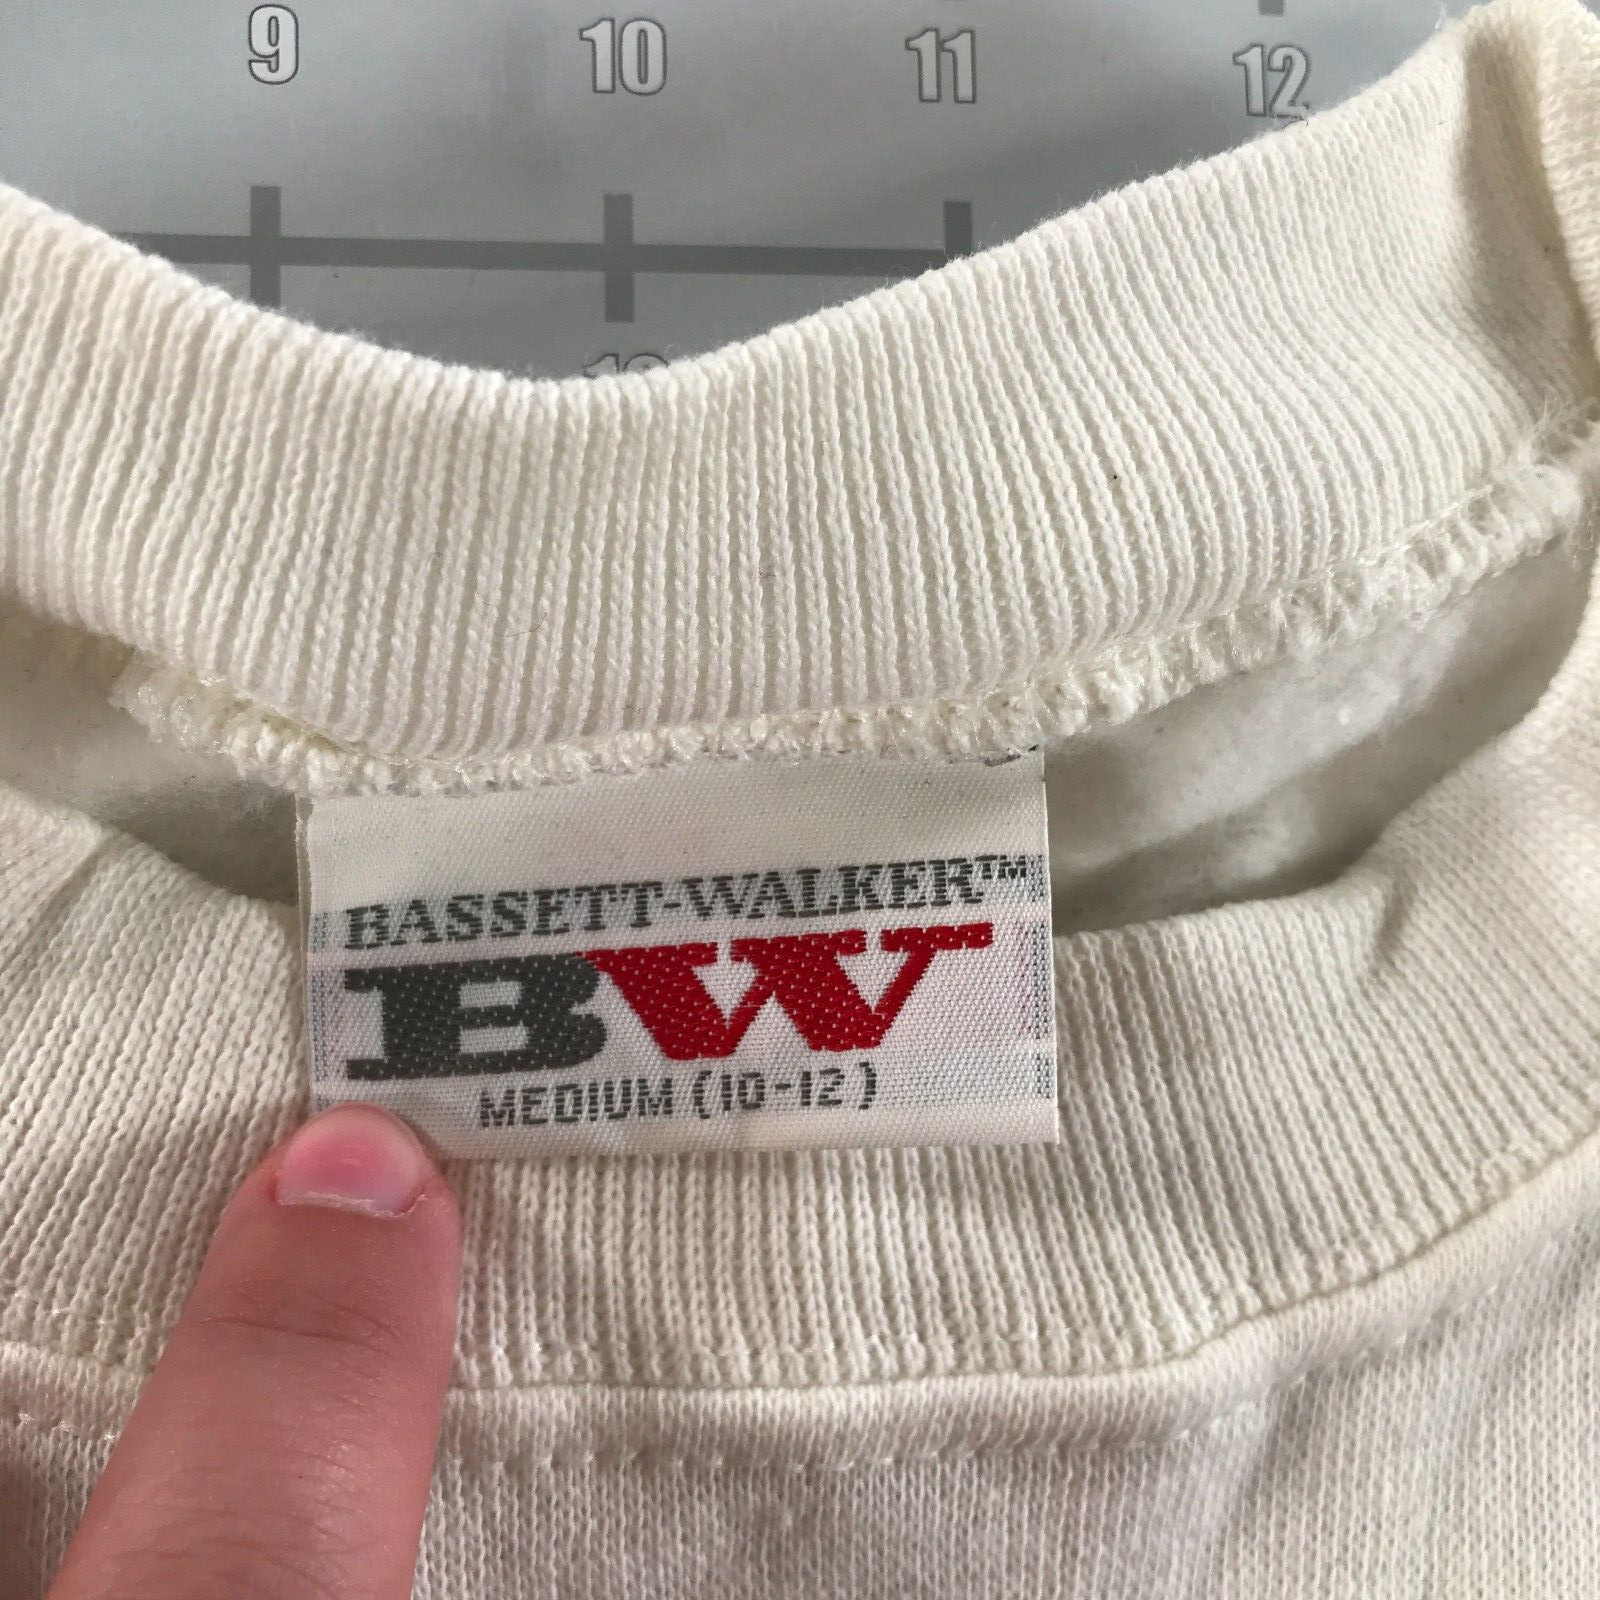 9 10 11 12
BASSETT-WALKER™
BW
MEDIUM (10-12)